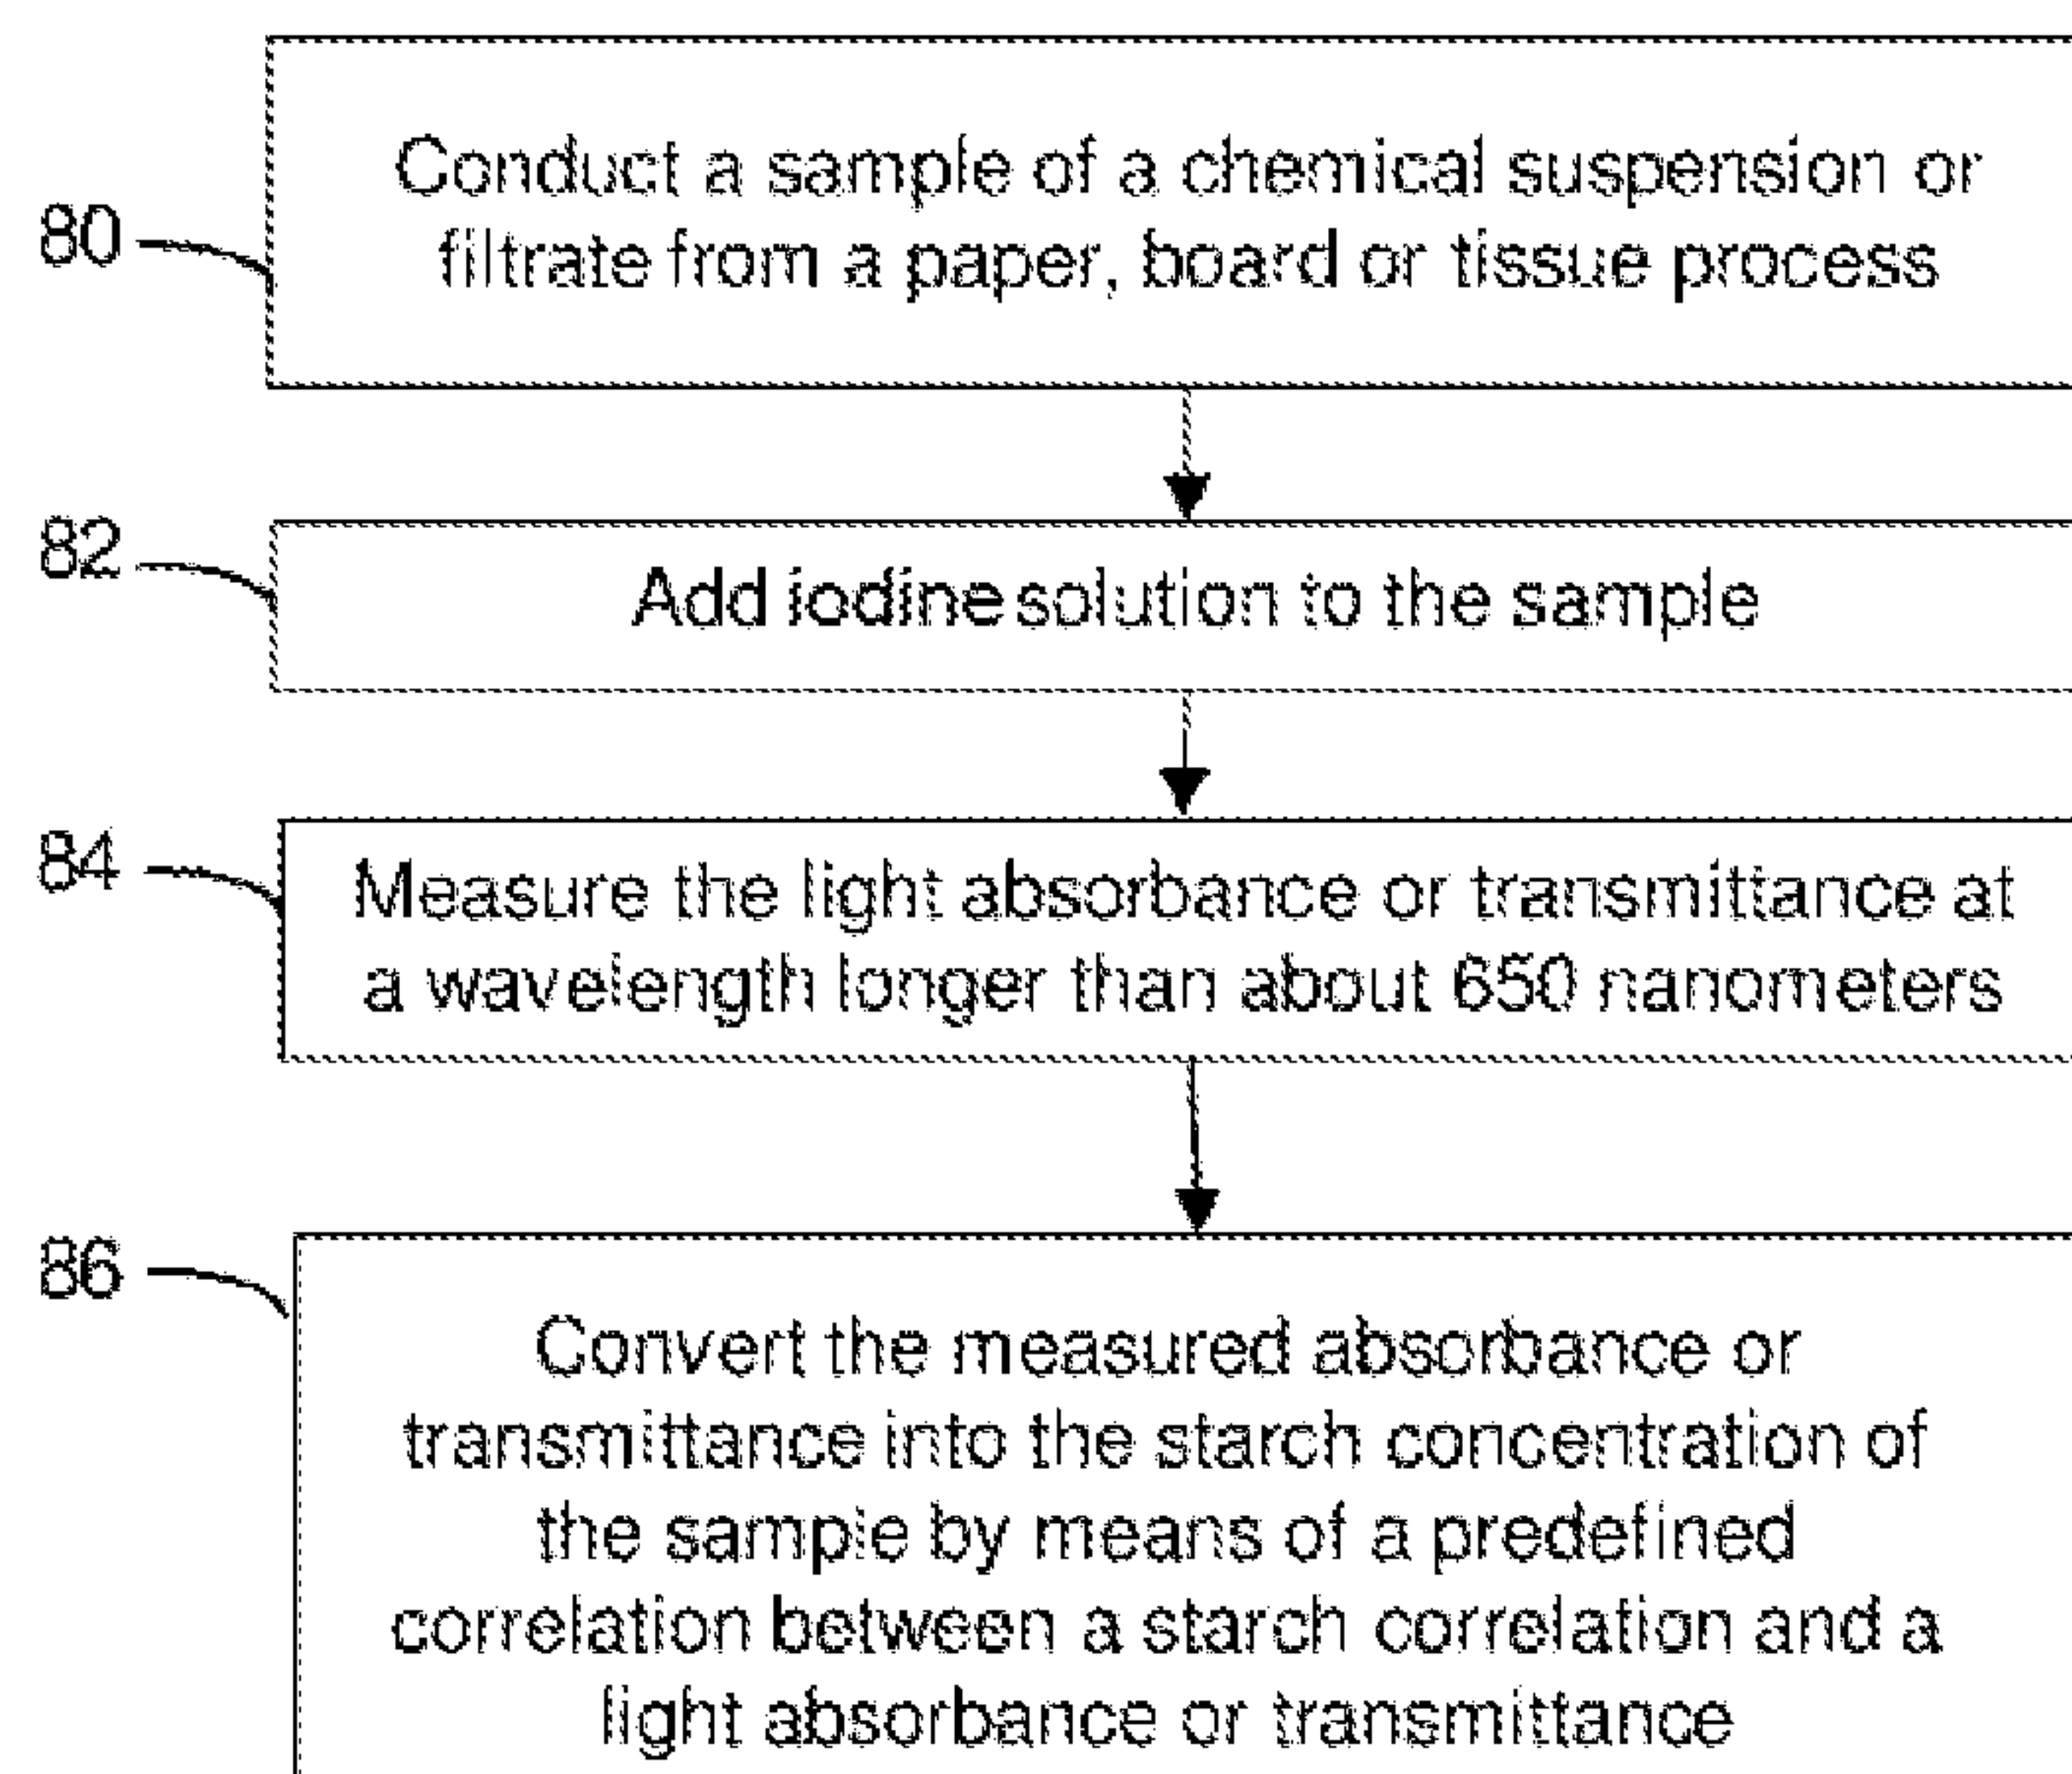 Conduct a sample of a chemical suspension or
80
filtrate from a paper, board or tissue process
82
Add iodine solution to the sample
84
Measure the light absorbance or transmittance at
a wavelength longer than about 650 nanometers
86
Convert the measured absorbance or
transmittance into the starch concentration of
the sample by means of a predefined
correlation between a starch correlation and a
light absorbance or transmittance